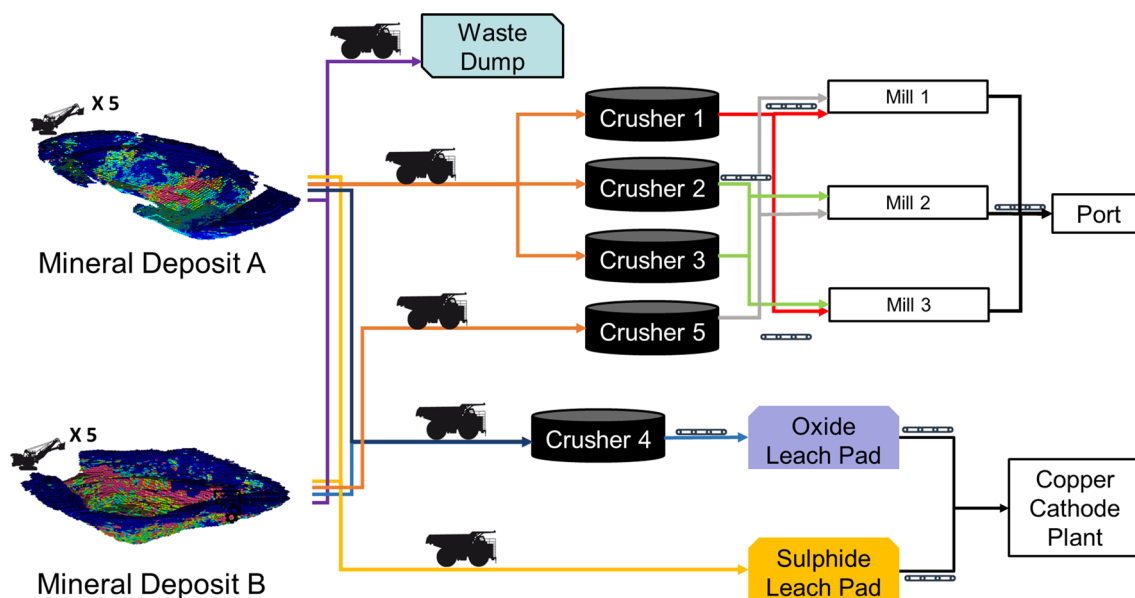 Waste
Dump
X 5
Mineral Deposit A
Crusher 1
Crusher 2
Crusher 3
Crusher 5
Mill 1
Mill 2
Mill 3
Port
X 5
Mineral Deposit B
Crusher 4
Oxide
Leach Pad
Sulphide
Leach Pad
Copper
Cathode
Plant